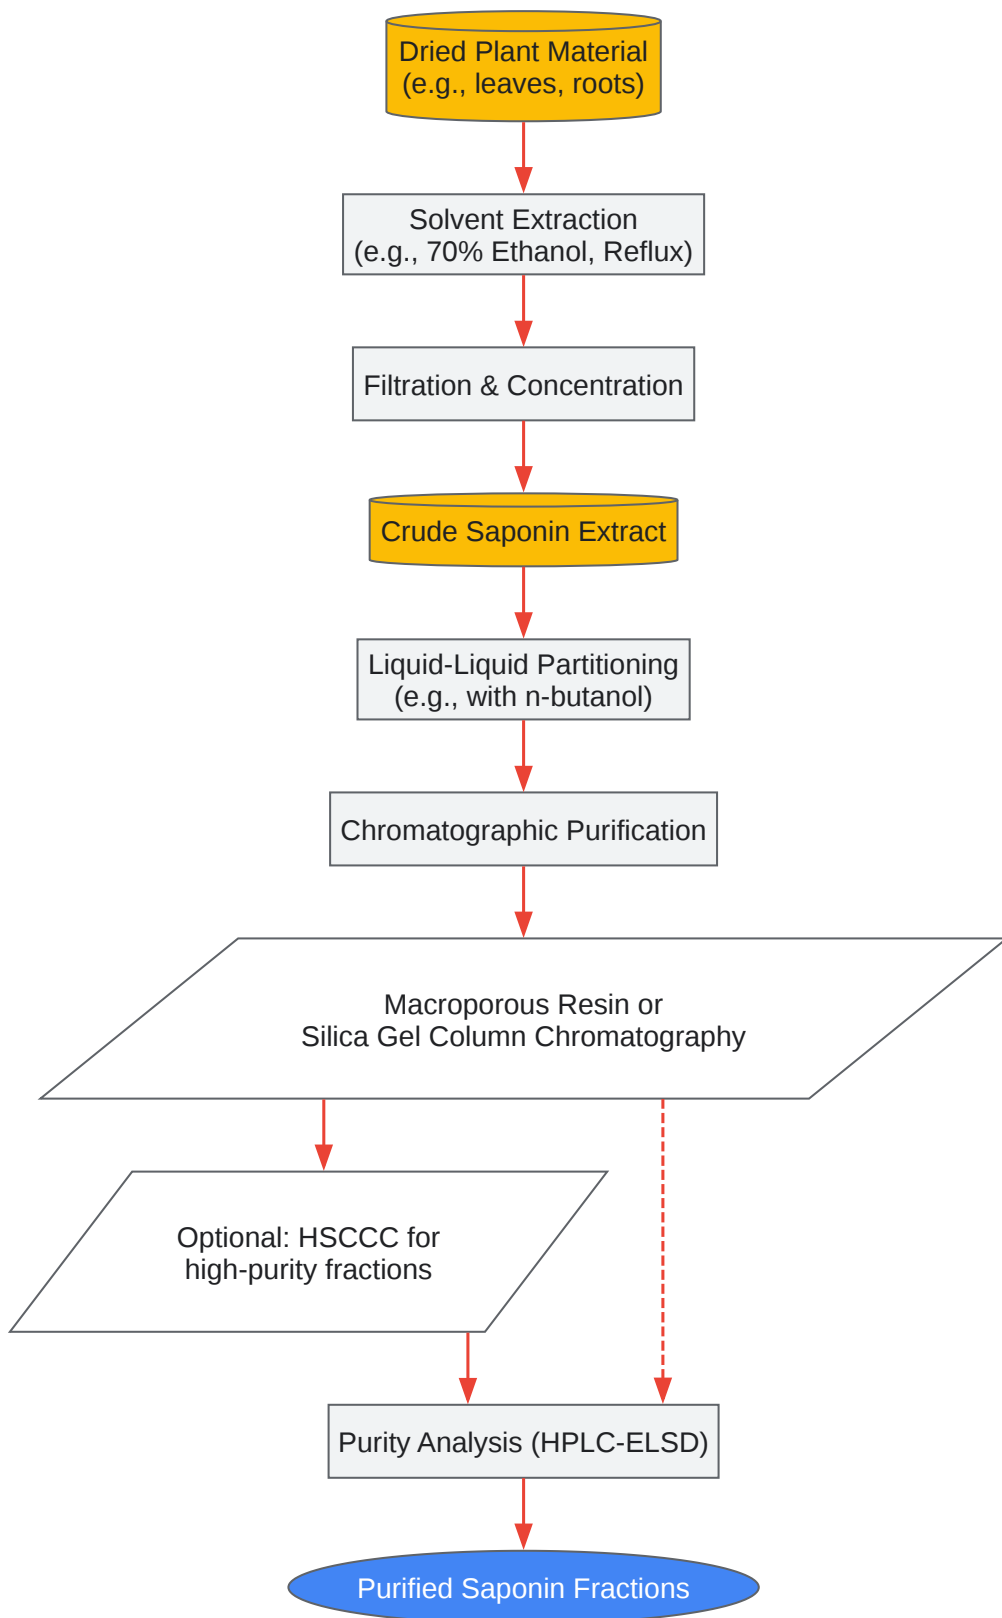 Dried Plant Material
(e.g., leaves, roots)
Solvent Extraction
(e.g., 70% Ethanol, Reflux)
Filtration & Concentration
Crude Saponin Extract
Liquid-Liquid Partitioning
(e.g., with n-butanol)
Chromatographic Purification
Macroporous Resin or
Silica Gel Column Chromatography
Optional: HSCCC for
high-purity fractions
Purity Analysis (HPLC-ELSD)
Purified Saponin Fractions